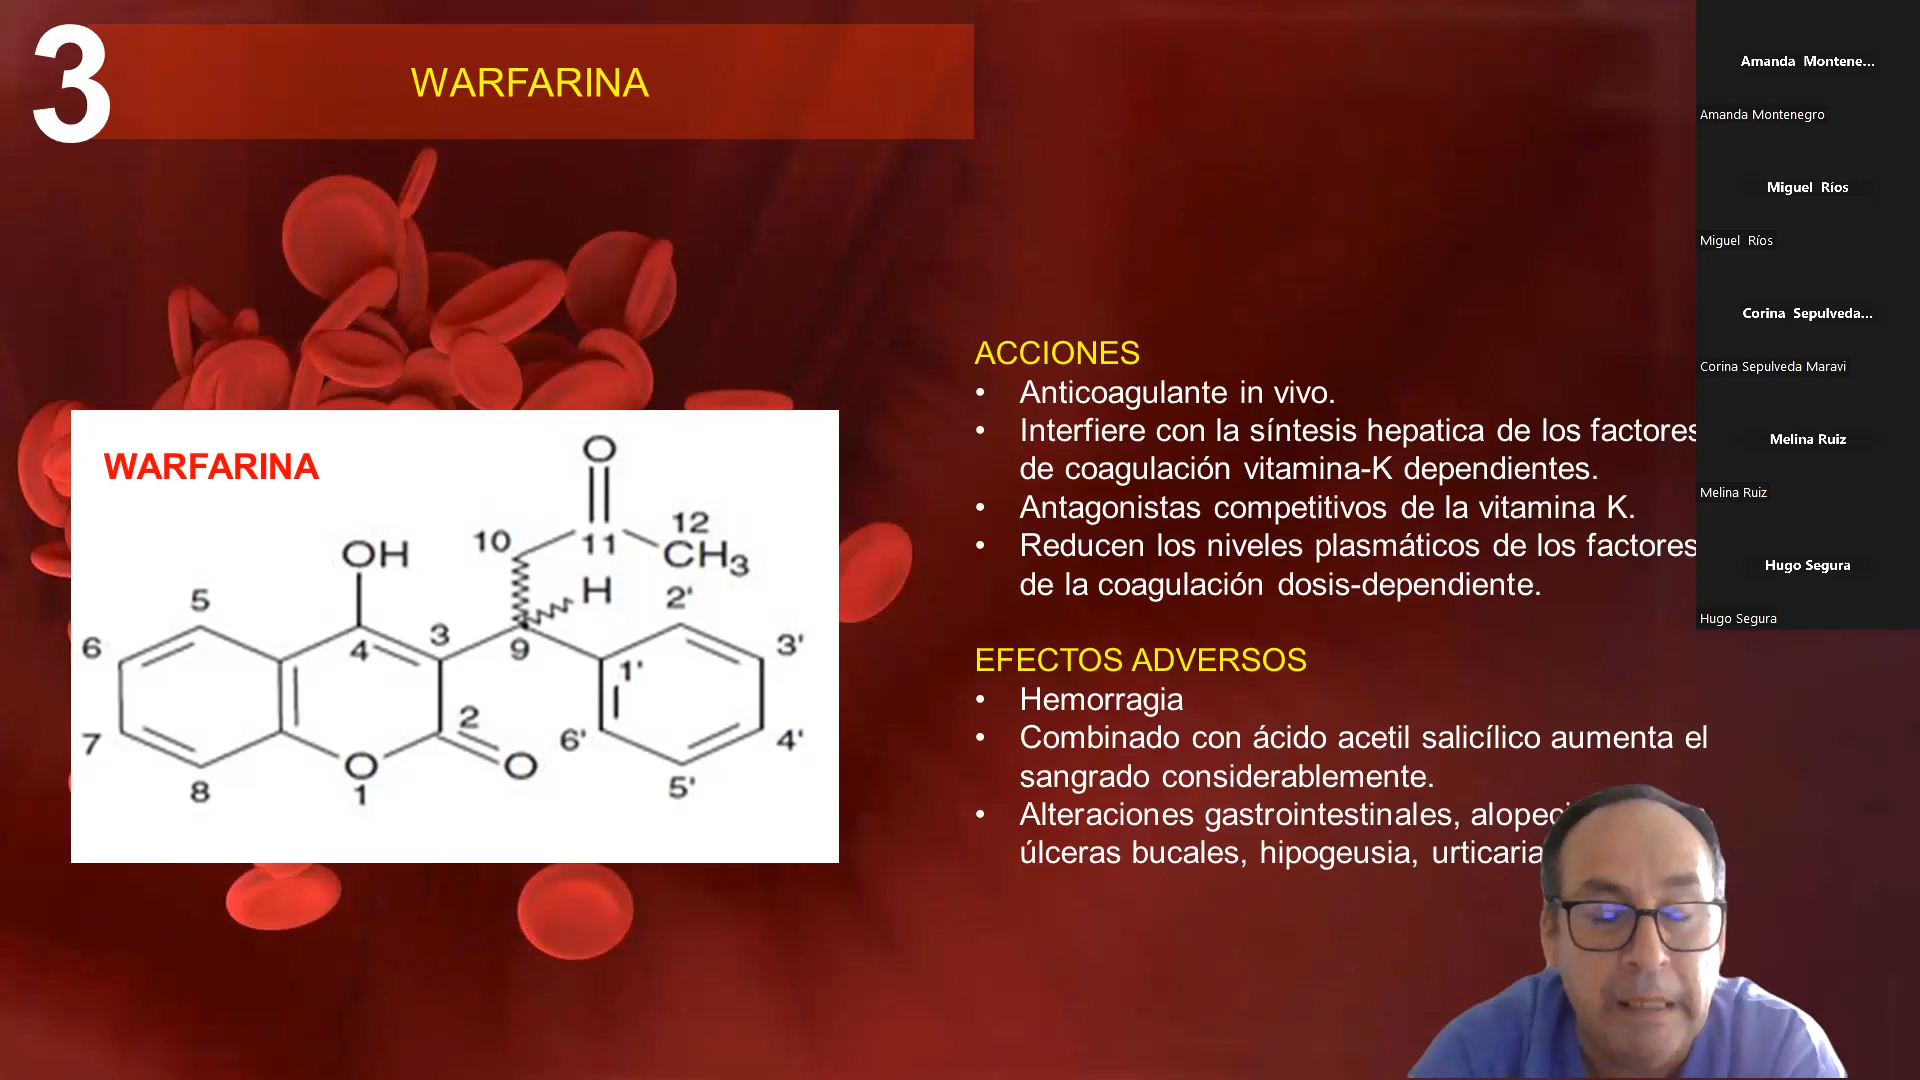 3
WARFARINA
WARFARINA
O
12
10
11
CH3
OH
H
5
2'
3
6
4
9
3'
1'
2
7
6'
4'
O
O
8
1
5'
ACCIONES
• Anticoagulante in vivo.
• Interfiere con la síntesis hepatica de los factores
de coagulación vitamina-K dependientes.
• Antagonistas competitivos de la vitamina K.
• Reducen los niveles plasmáticos de los factores
de la coagulación dosis-dependiente.
EFECTOS ADVERSOS
• Hemorragia
• Combinado con ácido acetil salicílico aumenta el
sangrado considerablemente.
• Alteraciones gastrointestinales,
úlceras bucales, hipogeusia, urticaria
Amanda Montene...
Amanda Montenegro
Miguel Ríos
Miguel Ríos
Corina Sepulveda...
Corina Sepulveda Maravi
Melina Ruiz
Melina Ruiz
Hugo Segura
Hugo Segura